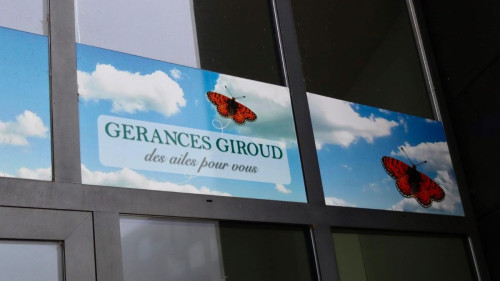 GERANCES GIROUD
des ailes pour vous